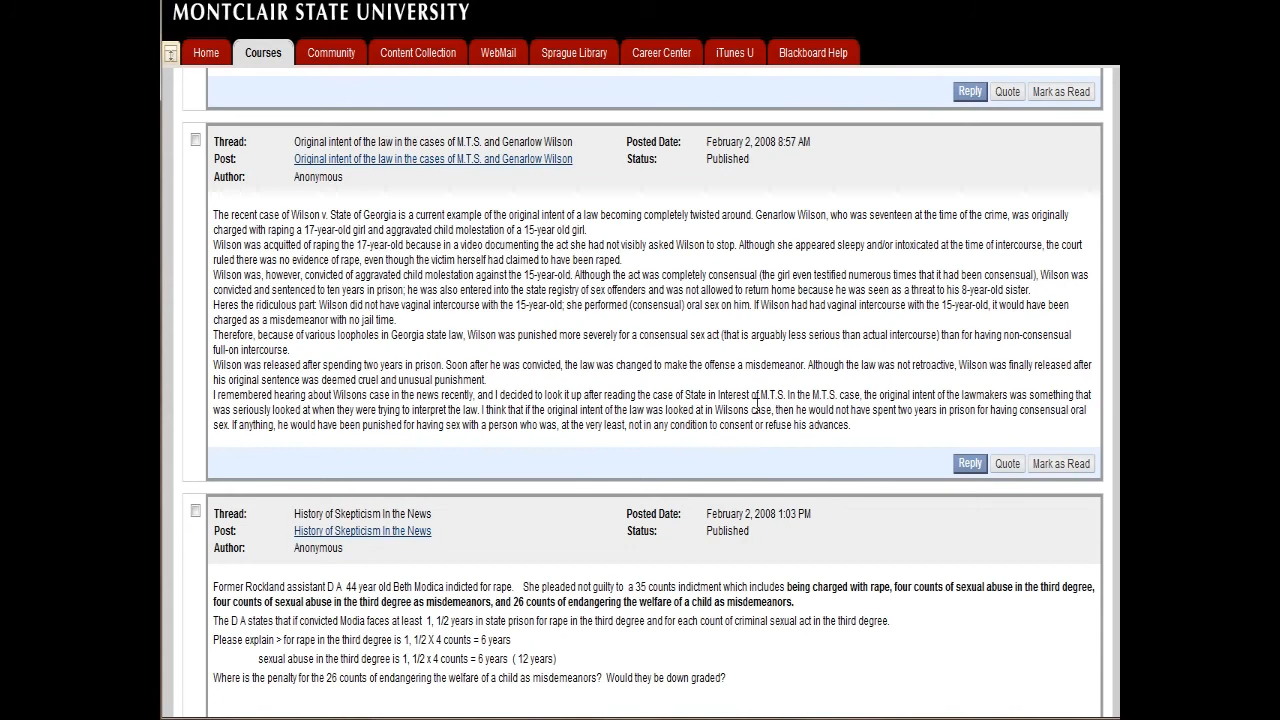 MONTCLAIR STATE UNIVERSITY
Home Courses Community Content Collection WebMail Sprague Library Career Center iTunes U Blackboard Help
Reply Quote Mark as Read
Thread: Original intent of the law in the cases of M.T.S. and Genarlow Wilson Posted Date: February 2, 2008 8:57 AM
Post: Original intent of the law in the cases of M.T.S. and Genarlow Wilson Status: Published
Author: Anonymous
The recent case of Wilson v. State of Georgia is a current example of the original intent of a law becoming completely twisted around. Genarlow Wilson, who was seventeen at the time of the crime, was originally
charged with raping a 17-year-old girl and aggravated child molestation of a 15-year old girl.
Wilson was acquitted of raping the 17-year-old because in a video documenting the act she had not visibly asked Wilson to stop. Although she appeared sleepy and/or intoxicated at the time of intercourse, the court
ruled there was no evidence of rape, even though the victim herself had claimed to have been raped.
Wilson was, however, convicted of aggravated child molestation against the 15-year-old. Although the act was completely consensual (the girl even testified numerous times that it had been consensual), Wilson was
convicted and sentenced to ten years in prison; he was also entered into the state registry of sex offenders and was not allowed to return home because he was seen as a threat to his 8-year-old sister.
Heres the ridiculous part: Wilson did not have vaginal intercourse with the 15-year-old; she performed (consensual) oral sex on him. If Wilson had had vaginal intercourse with the 15-year-old, it would have been
charged as a misdemeanor with no jail time.
Therefore, because of various loopholes in Georgia state law, Wilson was punished more severely for a consensual sex act (that is arguably less serious than actual intercourse) than for having non-consensual
full-on intercourse.
Wilson was released after spending two years in prison. Soon after he was convicted, the law was changed to make the offense a misdemeanor. Although the law was not retroactive, Wilson was finally released after
his original sentence was deemed cruel and unusual punishment.
I remembered hearing about Wilsons case in the news recently, and I decided to look it up after reading the case of State in Interest of M.T.S. In the M.T.S. case, the original intent of the lawmakers was something that
was seriously looked at when they were trying to interpret the law. I think that if the original intent of the law was looked at in Wilsons case, then he would not have spent two years in prison for having consensual oral
sex. If anything, he would have been punished for having sex with a person who was, at the very least, not in any condition to consent or refuse his advances.
Reply Quote Mark as Read
Thread: History of Skepticism In the News Posted Date: February 2, 2008 1:03 PM
Post: History of Skepticism In the News Status: Published
Author: Anonymous
Former Rockland assistant D A 44 year old Beth Modica indicted for rape. She pleaded not guilty to a 35 counts indictment which includes being charged with rape, four counts of sexual abuse in the third degree,
four counts of sexual abuse in the third degree as misdemeanors, and 26 counts of endangering the welfare of a child as misdemeanors.
The D A states that if convicted Modia faces at least 1, 1/2 years in state prison for rape in the third degree and for each count of criminal sexual act in the third degree.
Please explain > for rape in the third degree is 1, 1/2 X 4 counts = 6 years
sexual abuse in the third degree is 1, 1/2 x 4 counts = 6 years ( 12 years)
Where is the penalty for the 26 counts of endangering the welfare of a child as misdemeanors? Would they be down graded?